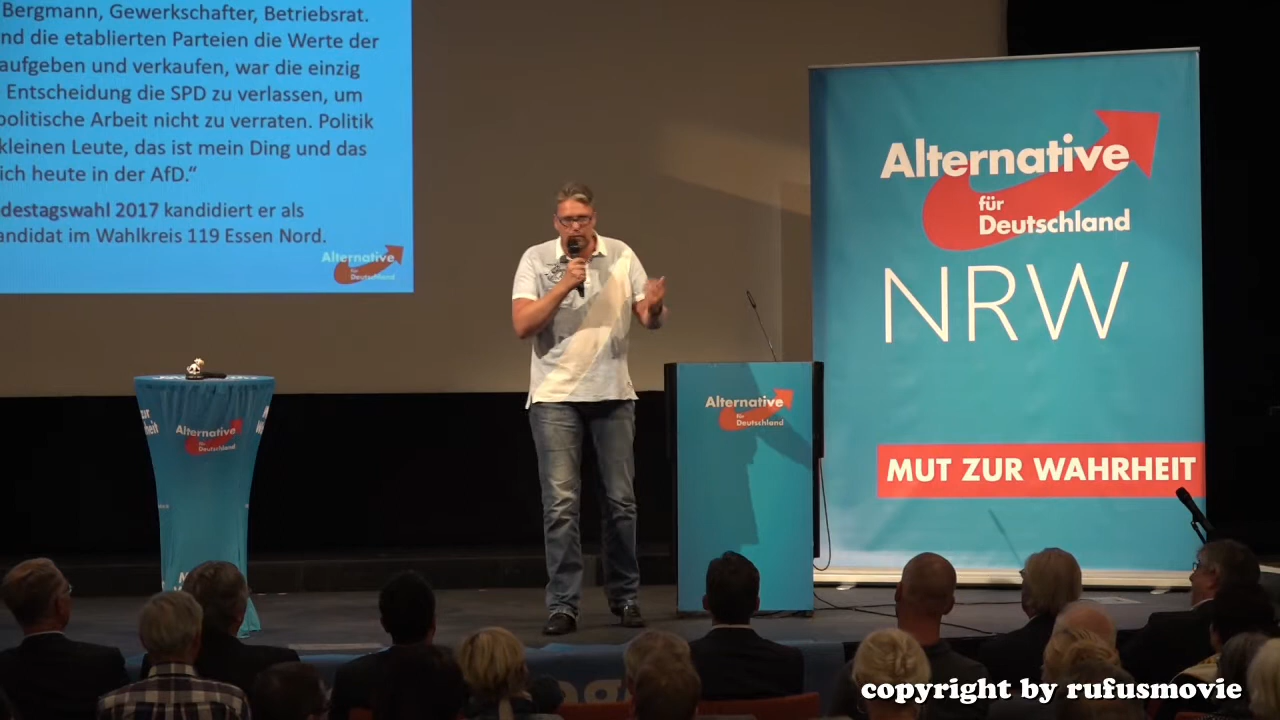 Bergmann, Gewerkschafter, Betriebsrat.
nd die etablierten Parteien die Werte der
aufgeben und verkaufen, war die einzig
Entscheidung die SPD zu verlassen, um
politische Arbeit nicht zu verraten. Politik
kleinen Leute, das ist mein Ding und das
ich heute in der AfD.“
destagswahl 2017 kandidiert er als
andidat im Wahlkreis 119 Essen Nord.
Alternative
für
Deutschland
Alternative
für
Deutschland
NRW
MUT ZUR WAHRHEIT
Alternative
für
Deutschland
Alternative
für
Deutschland
copyright by rufusmovie